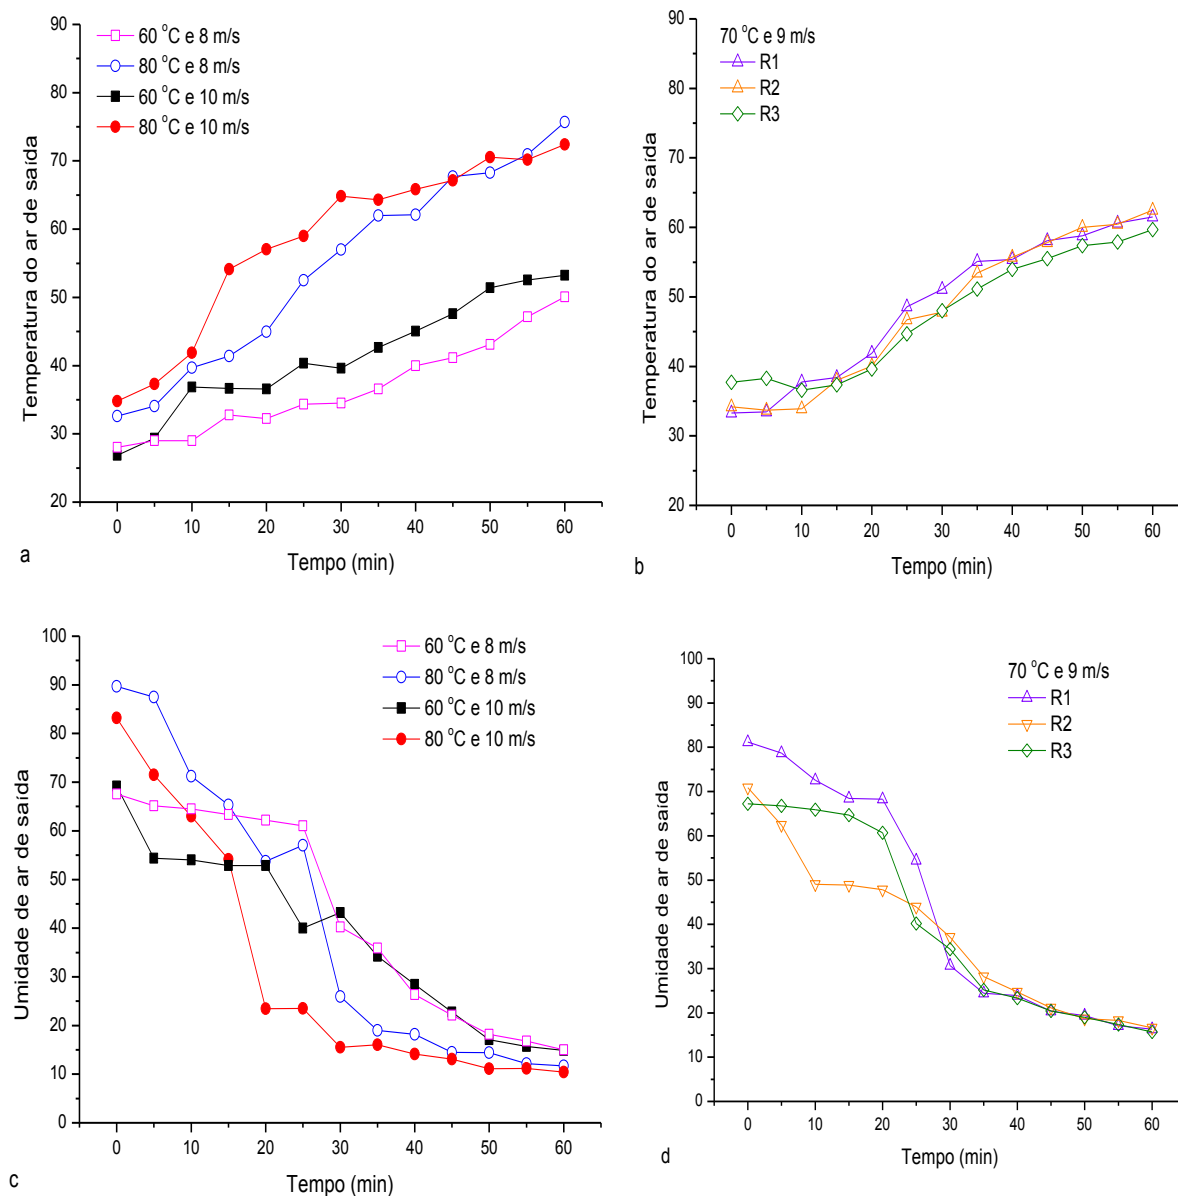 90
80
70
60
50
40
30
20
Temperatura do ar de saída
60 °C e 8 m/s
80 °C e 8 m/s
60 °C e 10 m/s
80 °C e 10 m/s
0 10 20 30 40 50 60
Tempo (min)
a
90
80
70
60
50
40
30
20
Temperatura do ar de saída
70 °C e 9 m/s
R1
R2
R3
0 10 20 30 40 50 60
Tempo (min)
b
100
90
80
70
60
50
40
30
20
10
0
Umidade de ar de saída
60 °C e 8 m/s
80 °C e 8 m/s
60 °C e 10 m/s
80 °C e 10 m/s
0 10 20 30 40 50 60
Tempo (min)
c
100
90
80
70
60
50
40
30
20
10
0
Umidade de ar de saída
70 °C e 9 m/s
R1
R2
R3
0 10 20 30 40 50 60
Tempo (min)
d